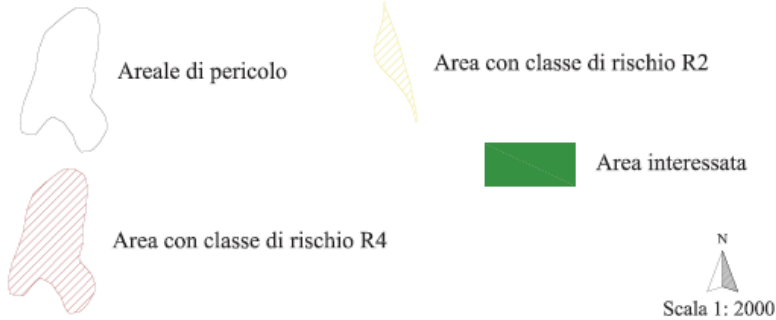 Areale di pericolo
Area con classe di rischio R2
Area interessata
Area con classe di rischio R4
N
Scala 1: 2000